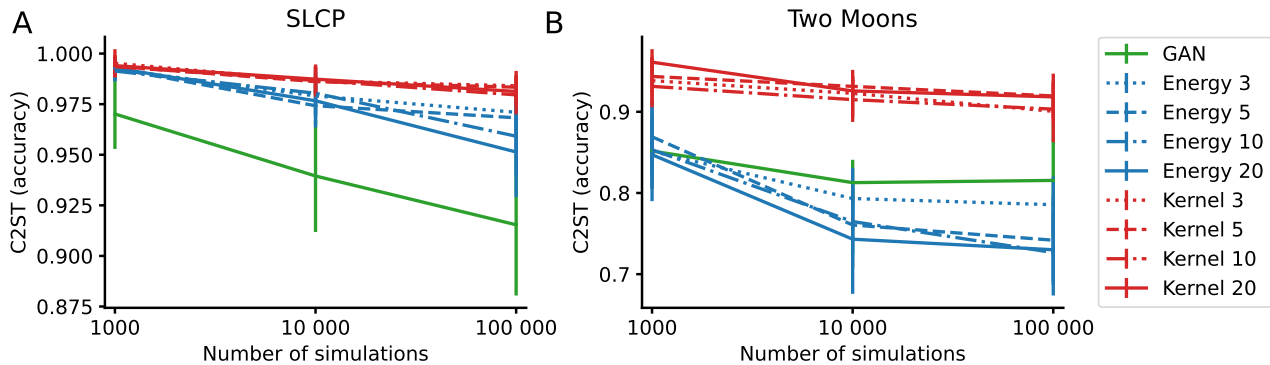 A
SLCP
C2ST (accuracy)
1.000
0.975
0.950
0.925
0.900
0.875
1000
10 000
100 000
Number of simulations
B
Two Moons
C2ST (accuracy)
0.9
0.8
0.7
1000
10 000
100 000
Number of simulations
GAN
Energy 3
Energy 5
Energy 10
Energy 20
Kernel 3
Kernel 5
Kernel 10
Kernel 20